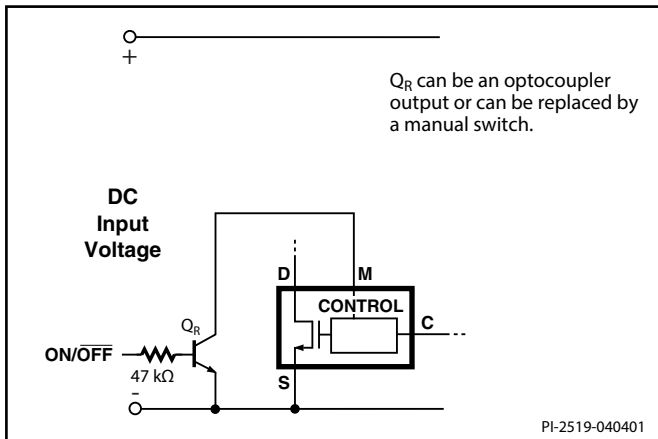 +
QR can be an optocoupler
output or can be replaced by
a manual switch.
DC
Input
Voltage
D
M
CONTROL
C
QR
ON/O̅F̅F̅
47 kΩ
S
-
PI-2519-040401